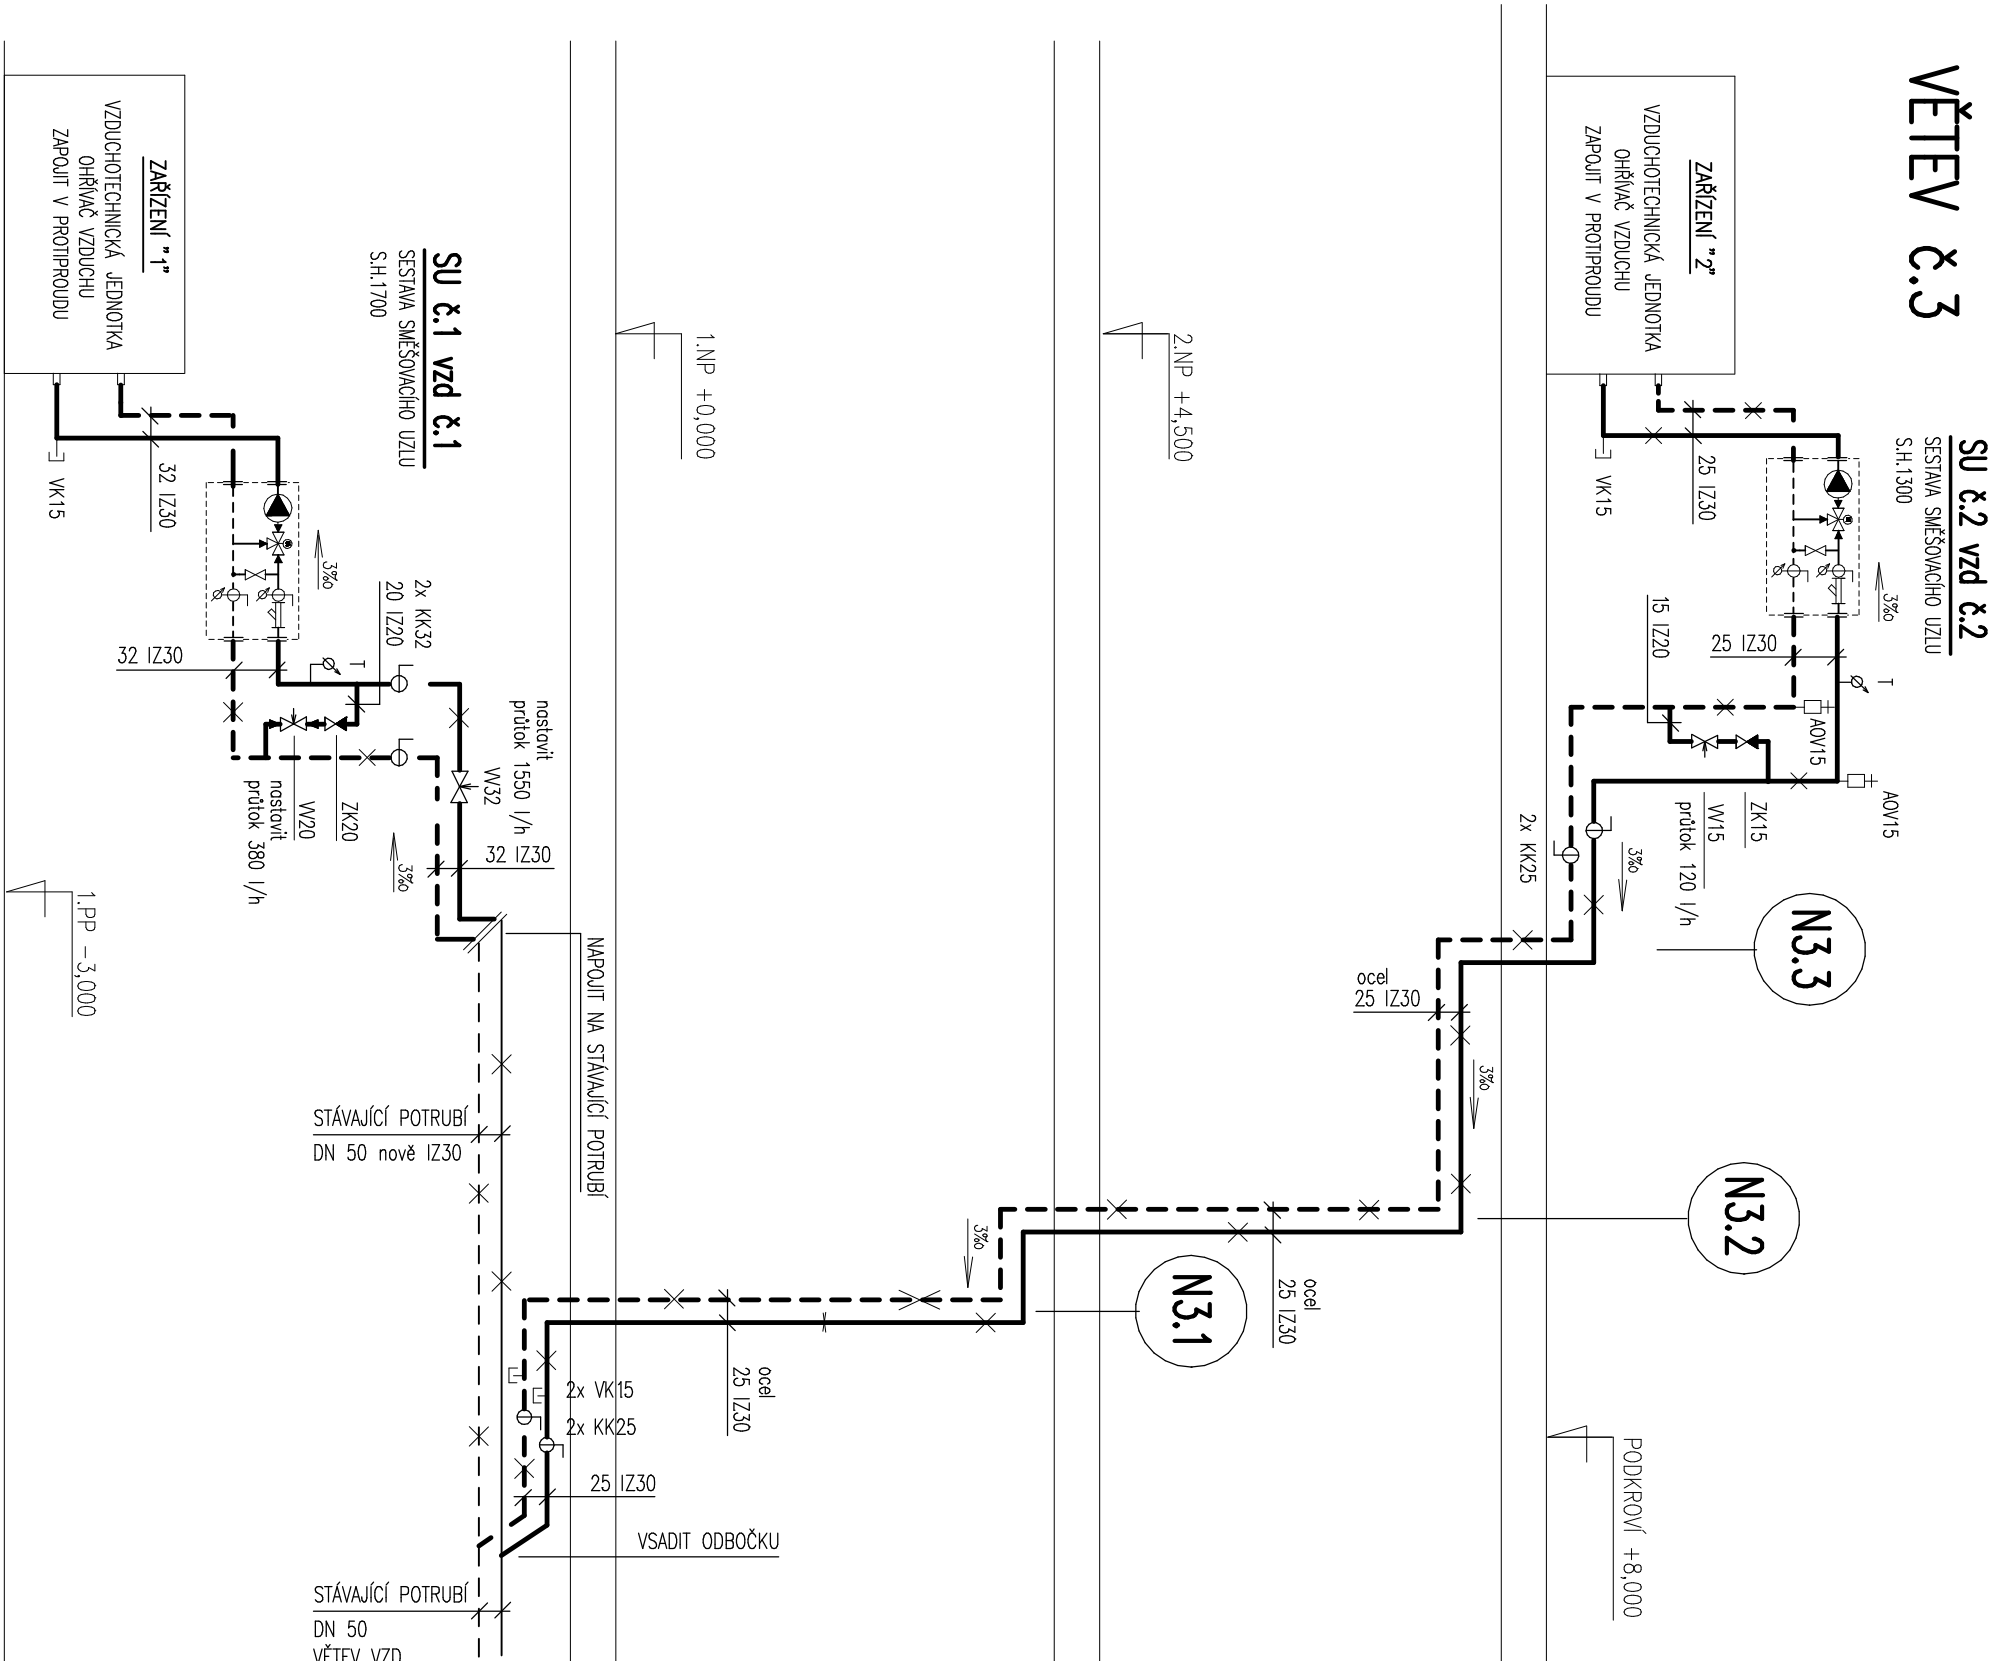 VĚTEV Č.3
SU č.2 vzd č.2
SESTAVA SMĚŠOVACÍHO UZLU
S.H.1300
ZAŘÍZENÍ "2"
VZDUCHOTECHNICKÁ JEDNOTKA
OHŘÍVAČ VZDUCHU
ZAPOJIT V PROTIPROUDU
25 IZ30
VK15
3‰
25 IZ30
15 IZ20
T
AOV15
AOV15
ZK15
VV15
průtok 120 l/h
3‰
2x KK25
N3.3
ocel
25 IZ30
3‰
N3.2
PODKROVÍ +8,000
2.NP +4,500
ocel
25 IZ30
N3.1
3‰
1.NP +0,000
ocel
25 IZ30
2x VK15
2x KK25
25 IZ30
VSADIT ODBOČKU
SU č.1 vzd č.1
SESTAVA SMĚŠOVACÍHO UZLU
S.H.1700
ZAŘÍZENÍ "1"
VZDUCHOTECHNICKÁ JEDNOTKA
OHŘÍVAČ VZDUCHU
ZAPOJIT V PROTIPROUDU
32 IZ30
VK15
3‰
2x KK32
20 IZ20
32 IZ30
T
nastavit
průtok 1550 l/h
VV32
ZK20
VV20
nastavit
průtok 380 l/h
3‰
32 IZ30
NAPOJIT NA STÁVAJÍCÍ POTRUBÍ
1.PP -3,000
STÁVAJÍCÍ POTRUBÍ
DN 50 nově IZ30
STÁVAJÍCÍ POTRUBÍ
DN 50
VĚTEV VZD